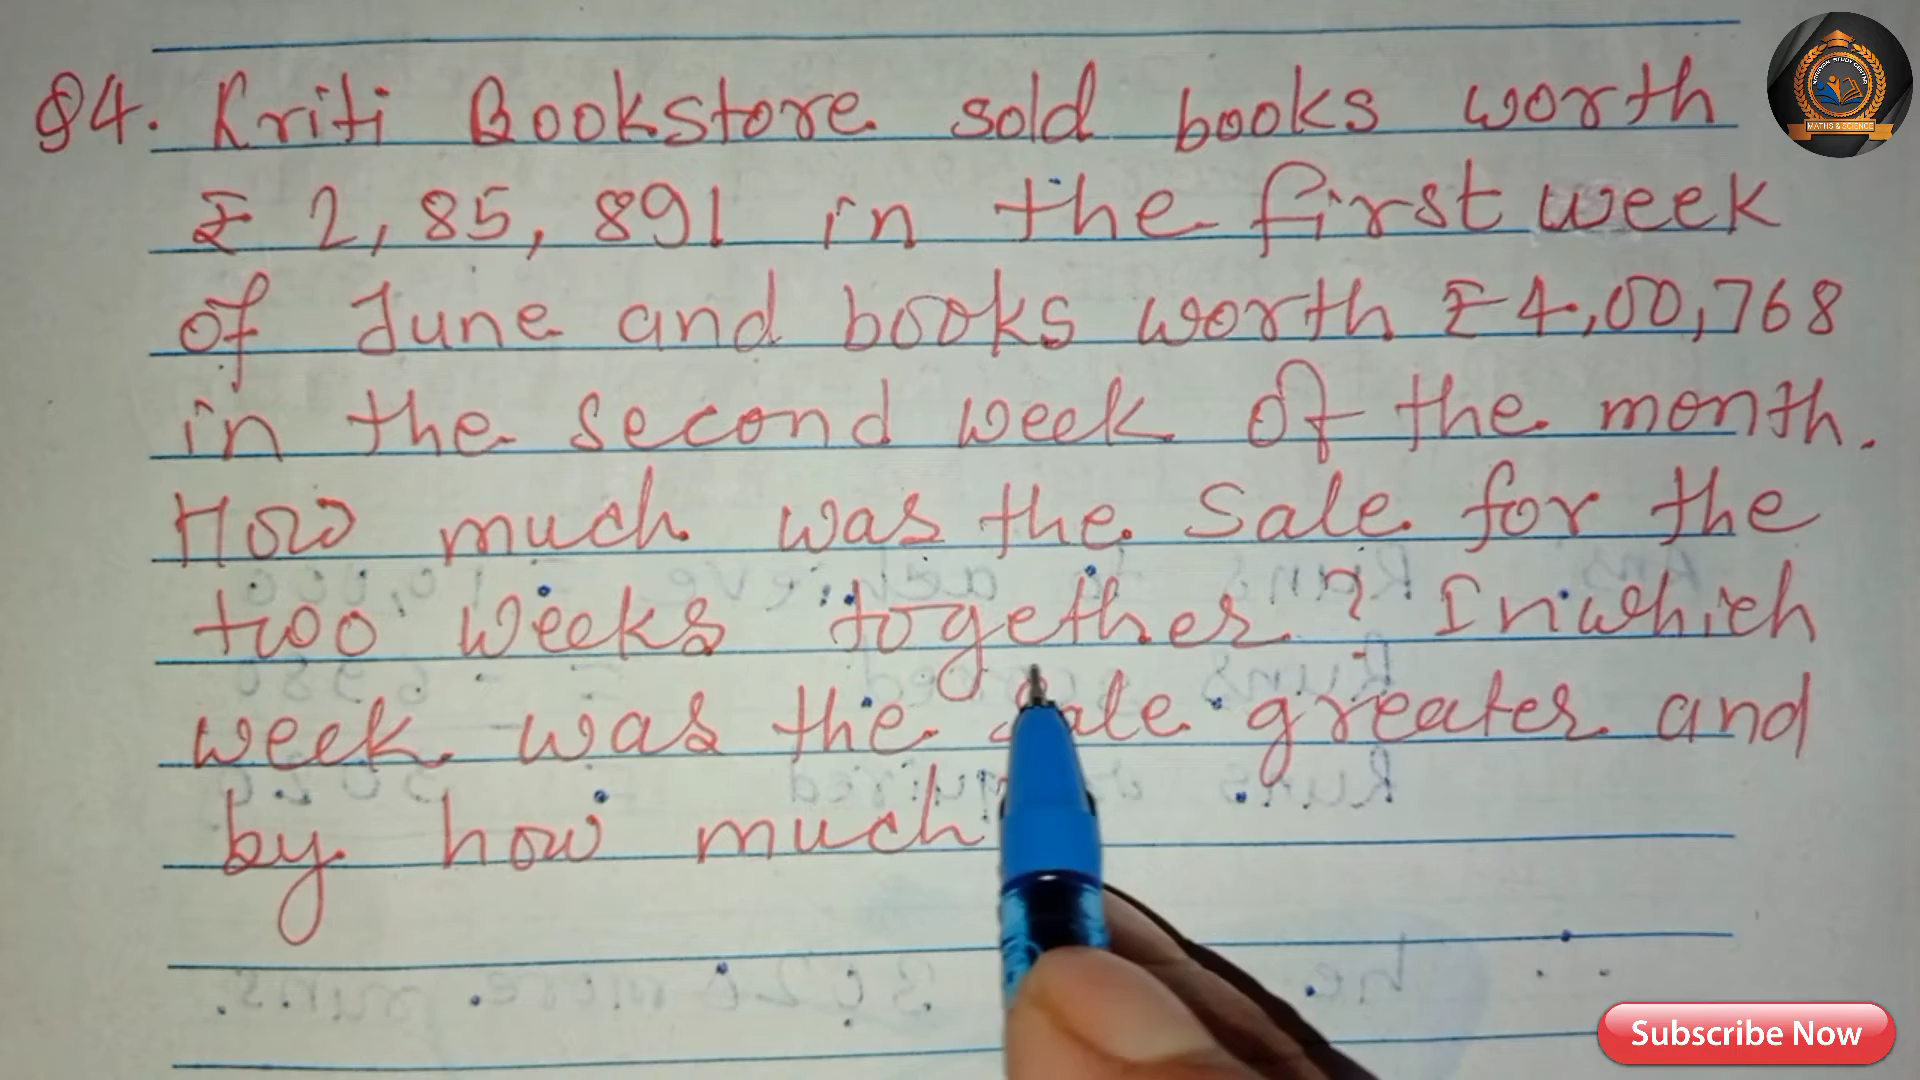 Q4. Kriti Bookstore sold books worth
₹ 2,85,891 in the first week
of June and books worth ₹ 4,00,768
in the second week of the month.
How much was the Sale for the
two weeks together? In which
week was the sale greater and
by how much
MATHS & SCIENCE
Subscribe Now